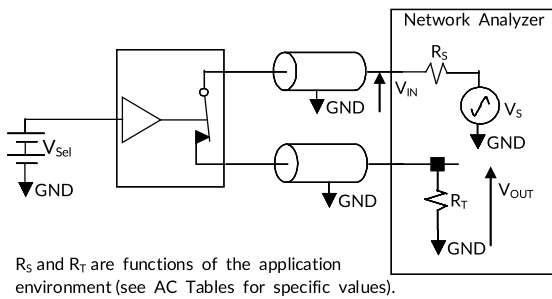 Network Analyzer
R_S
V_IN
V_S
GND
GND
V_Sel
GND
GND
R_T
V_OUT
GND
R_S and R_T are functions of the application
environment (see AC Tables for specific values).